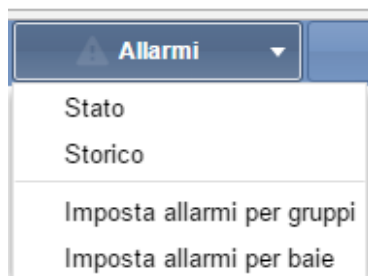 Allarmi
Stato
Storico
Imposta allarmi per gruppi
Imposta allarmi per baie